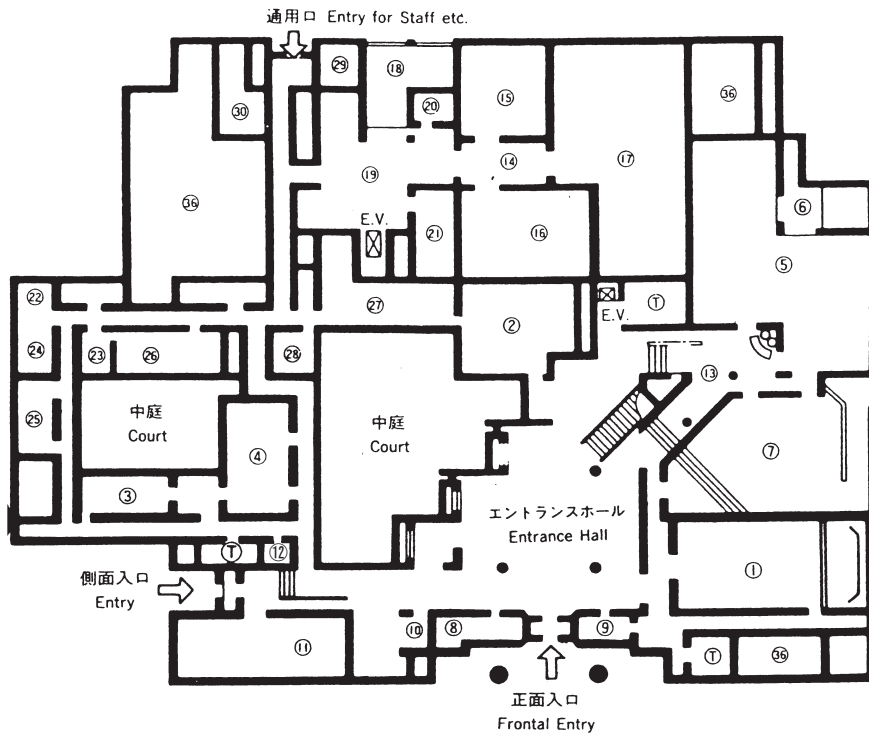 通用口 Entry for Staff etc.
㉙
⑱
⑮
㊱
⑳
㉚
⑭
⑰
⑲
㊱
⑥
E.V.
㉑
⑯
⑤
㉒
㉗
E.V.
Ⓣ
②
㉔
㉓
㉖
㉘
⑬
㉕
中庭
Court
中庭
Court
④
⑦
③
エントランスホール
Entrance Hall
Ⓣ
⑫
①
側面入口
Entry
⑩
⑧
⑨
⑪
Ⓣ
㊱
正面入口
Frontal Entry